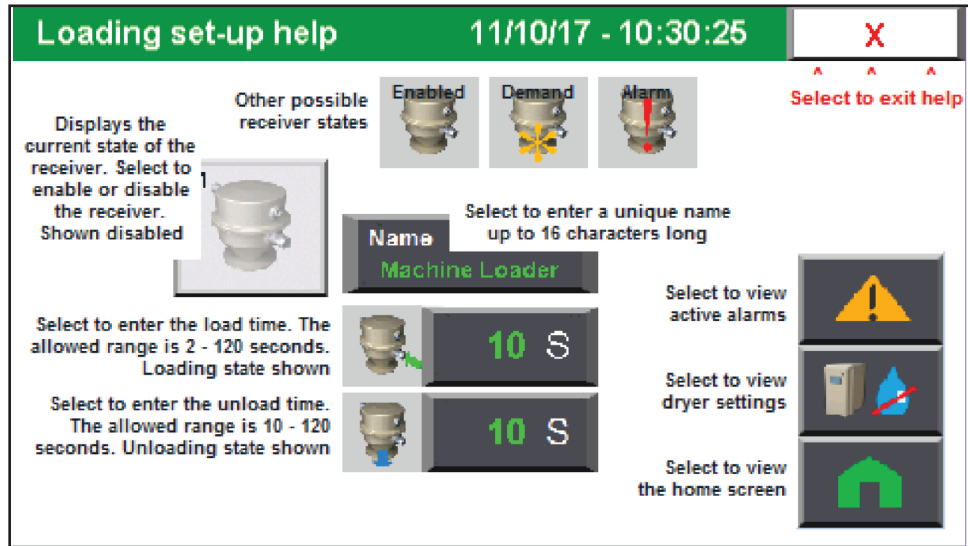 Loading set-up help
11/10/17 - 10:30:25
X
^ ^ ^
Select to exit help
Other possible
receiver states
Enabled
Demand
Alarm
Displays the
current state of the
receiver. Select to
enable or disable
the receiver.
Shown disabled
1
Name
Machine Loader
Select to enter a unique name
up to 16 characters long
Select to enter the load time. The
allowed range is 2 - 120 seconds.
Loading state shown
10 S
Select to enter the unload time.
The allowed range is 10 - 120
seconds. Unloading state shown
10 S
Select to view
active alarms
Select to view
dryer settings
Select to view
the home screen